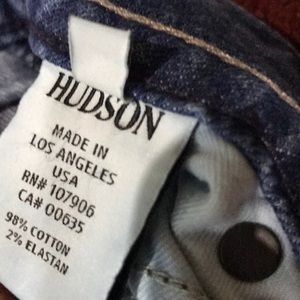 HUDSON
MADE IN
LOS ANGELES
USA
RN# 107906
CA# 00635
98% COTTON
2% ELASTAN